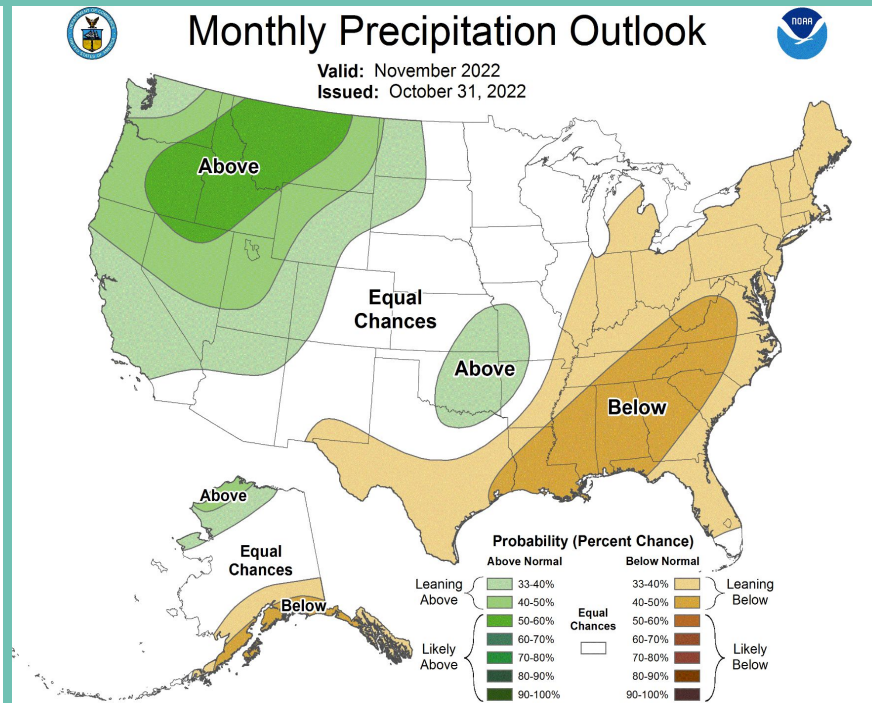 Monthly Precipitation Outlook
NOAA
Valid: November 2022
Issued: October 31, 2022
Above
Equal
Chances
Above
Below
Above
Equal
Chances
Below
Probability (Percent Chance)
Above Normal
Below Normal
Leaning
Above
33-40%
40-50%
Likely
Above
50-60%
60-70%
70-80%
80-90%
90-100%
Equal
Chances
33-40%
40-50%
Leaning
Below
50-60%
60-70%
70-80%
80-90%
90-100%
Likely
Below